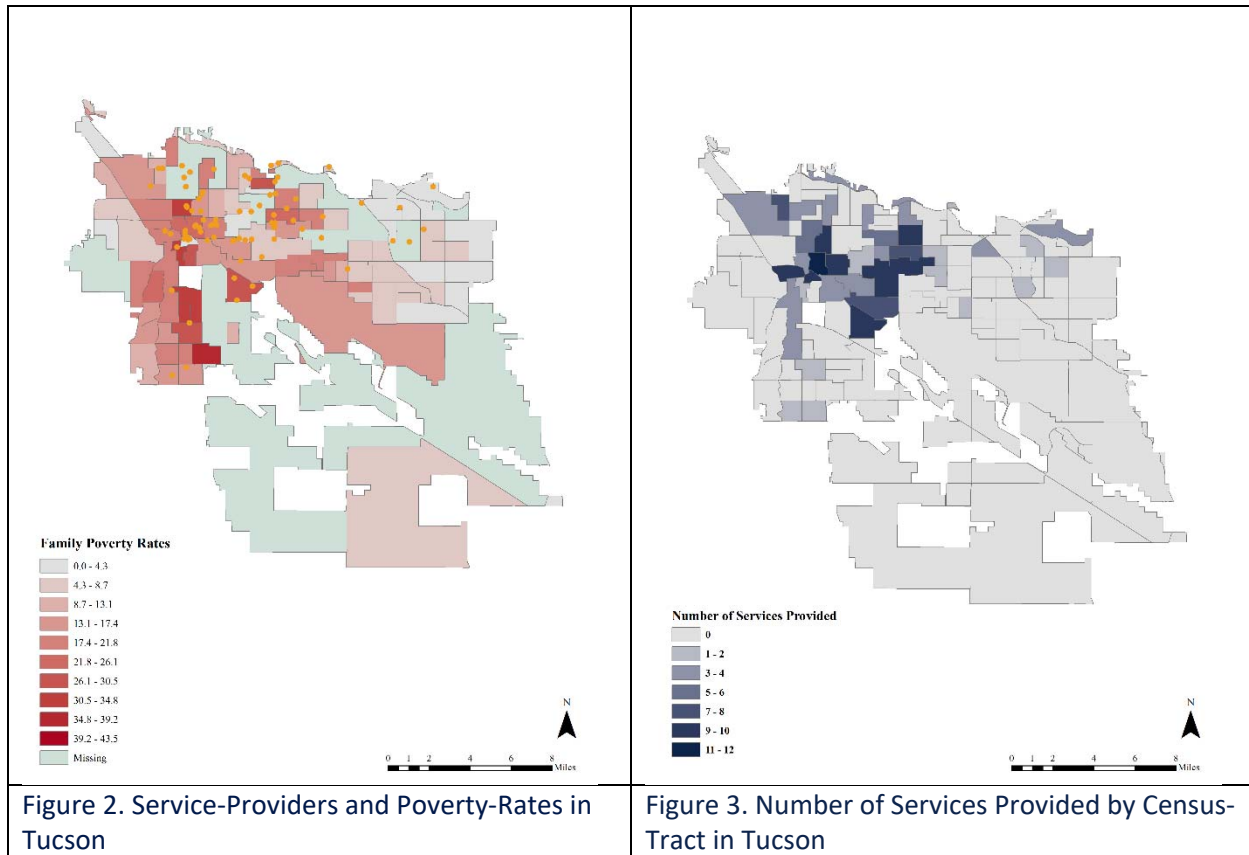 Family Poverty Rates
0.0 - 4.3
4.3 - 8.7
8.7 - 13.1
13.1 - 17.4
17.4 - 21.8
21.8 - 26.1
26.1 - 30.5
30.5 - 34.8
34.8 - 39.2
39.2 - 43.5
Missing
N
0 1 2 4 6 8
Miles
Number of Services Provided
0
1 - 2
3 - 4
5 - 6
7 - 8
9 - 10
11 - 12
N
0 1 2 4 6 8
Miles
Figure 2. Service-Providers and Poverty-Rates in
Tucson
Figure 3. Number of Services Provided by Census-
Tract in Tucson